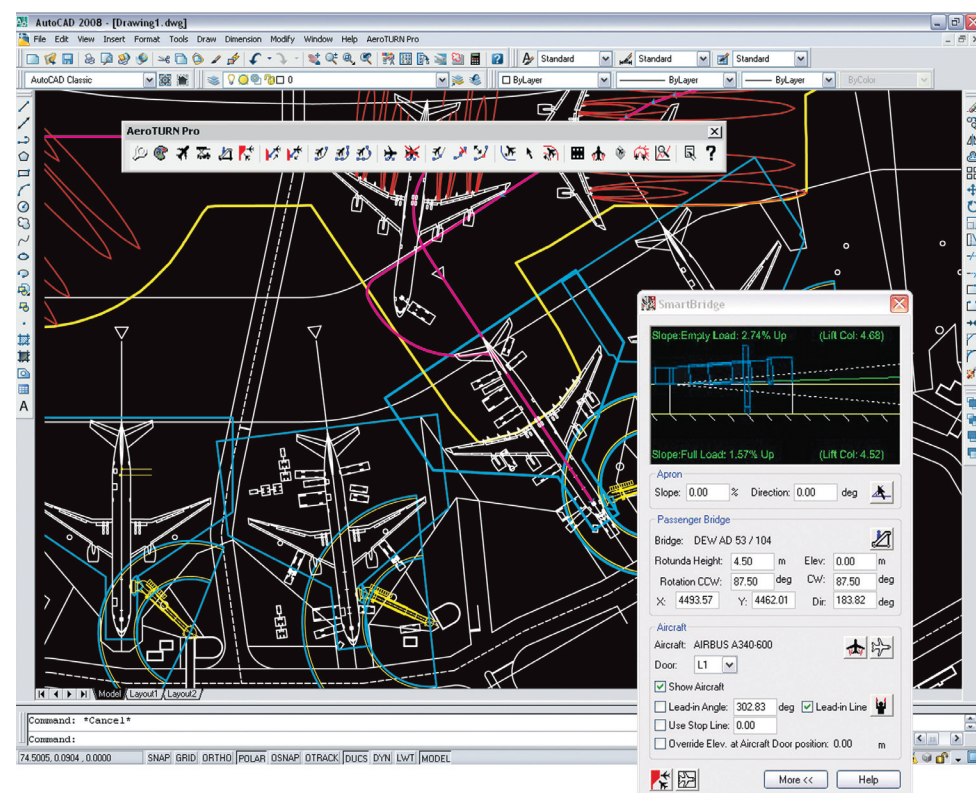 AutoCAD 2008 - [Drawing1.dwg]
File Edit View Insert Format Tools Draw Dimension Modify Window Help AeroTURN Pro
Standard Standard Standard
AutoCAD Classic 0 ByLayer ByLayer ByLayer ByColor
AeroTURN Pro
SmartBridge
Slope:Empty Load: 2.74% Up (Lift Col: 4.68)
Slope:Full Load: 1.57% Up (Lift Col: 4.52)
Apron
Slope: 0.00 % Direction: 0.00 deg
Passenger Bridge
Bridge: DEW AD 53 / 104
Rotunda Height: 4.50 m Elev: 0.00 m
Rotation CCW: 87.50 deg CW: 87.50 deg
X: 4493.57 Y: 4462.01 Dir: 183.82 deg
Aircraft
Aircraft: AIRBUS A340-600
Door: L1
Show Aircraft
Lead-in Angle: 302.83 deg Lead-in Line
Use Stop Line: 0.00
Override Elev. at Aircraft Door position: 0.00 m
More << Help
Model Layout1 Layout2
Command: *Cancel*
Command:
74.5005, 0.0904 , 0.0000 SNAP GRID ORTHO POLAR OSNAP OTRACK DUCS DYN LWT MODEL